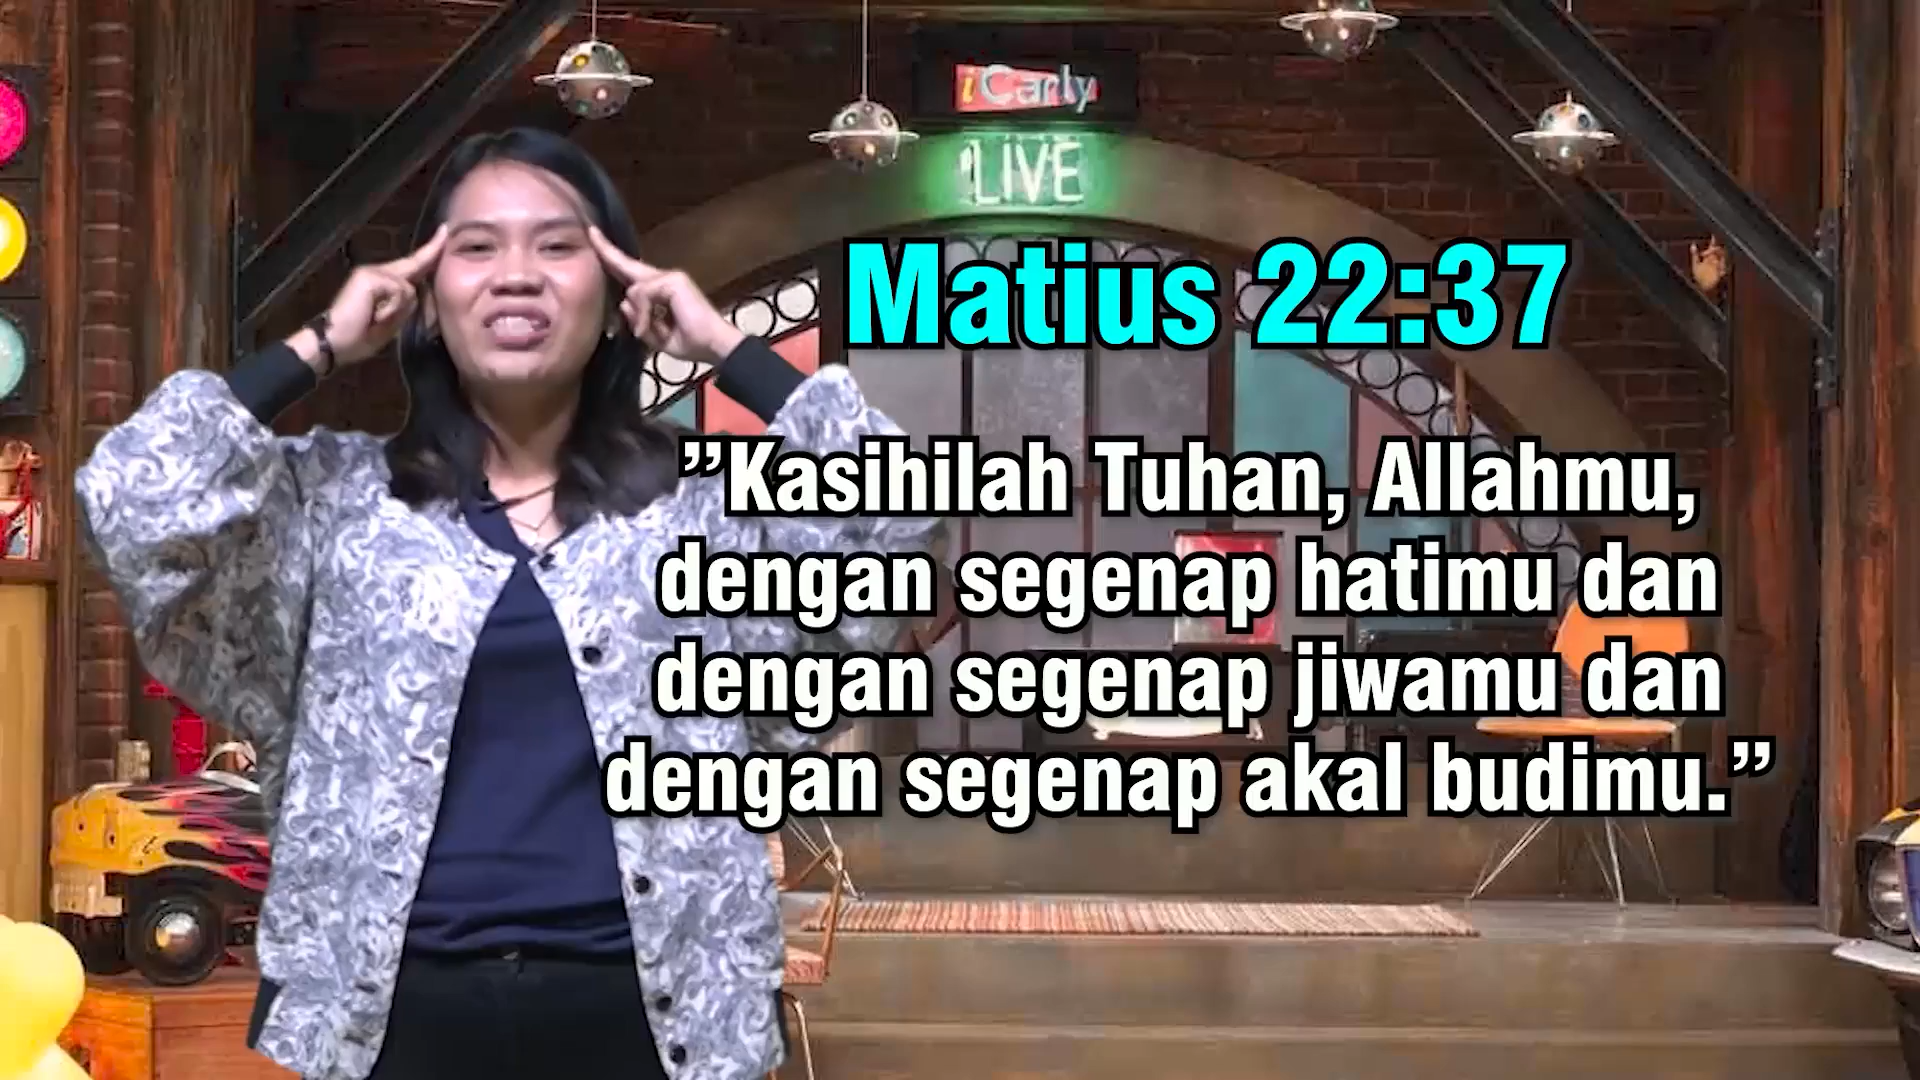 iCarly
LIVE
Matius 22:37
”Kasihilah Tuhan, Allahmu,
dengan segenap hatimu dan
dengan segenap jiwamu dan
dengan segenap akal budimu.”